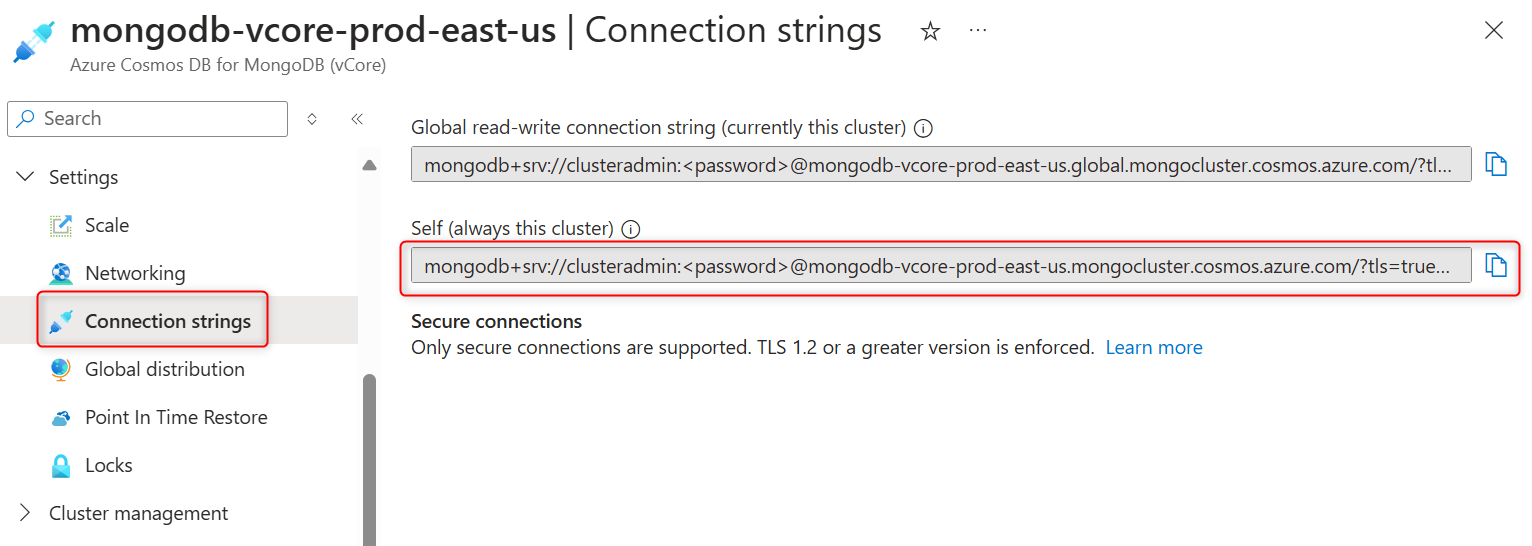 mongodb-vcore-prod-east-us | Connection strings
Azure Cosmos DB for MongoDB (vCore)
Search
Settings
Scale
Networking
Connection strings
Global distribution
Point In Time Restore
Locks
Cluster management
Global read-write connection string (currently this cluster)
mongodb+srv://clusteradmin:<password>@mongodb-vcore-prod-east-us.global.mongocluster.cosmos.azure.com/?tl...
Self (always this cluster)
mongodb+srv://clusteradmin:<password>@mongodb-vcore-prod-east-us.mongocluster.cosmos.azure.com/?tls=true...
Secure connections
Only secure connections are supported. TLS 1.2 or a greater version is enforced. Learn more